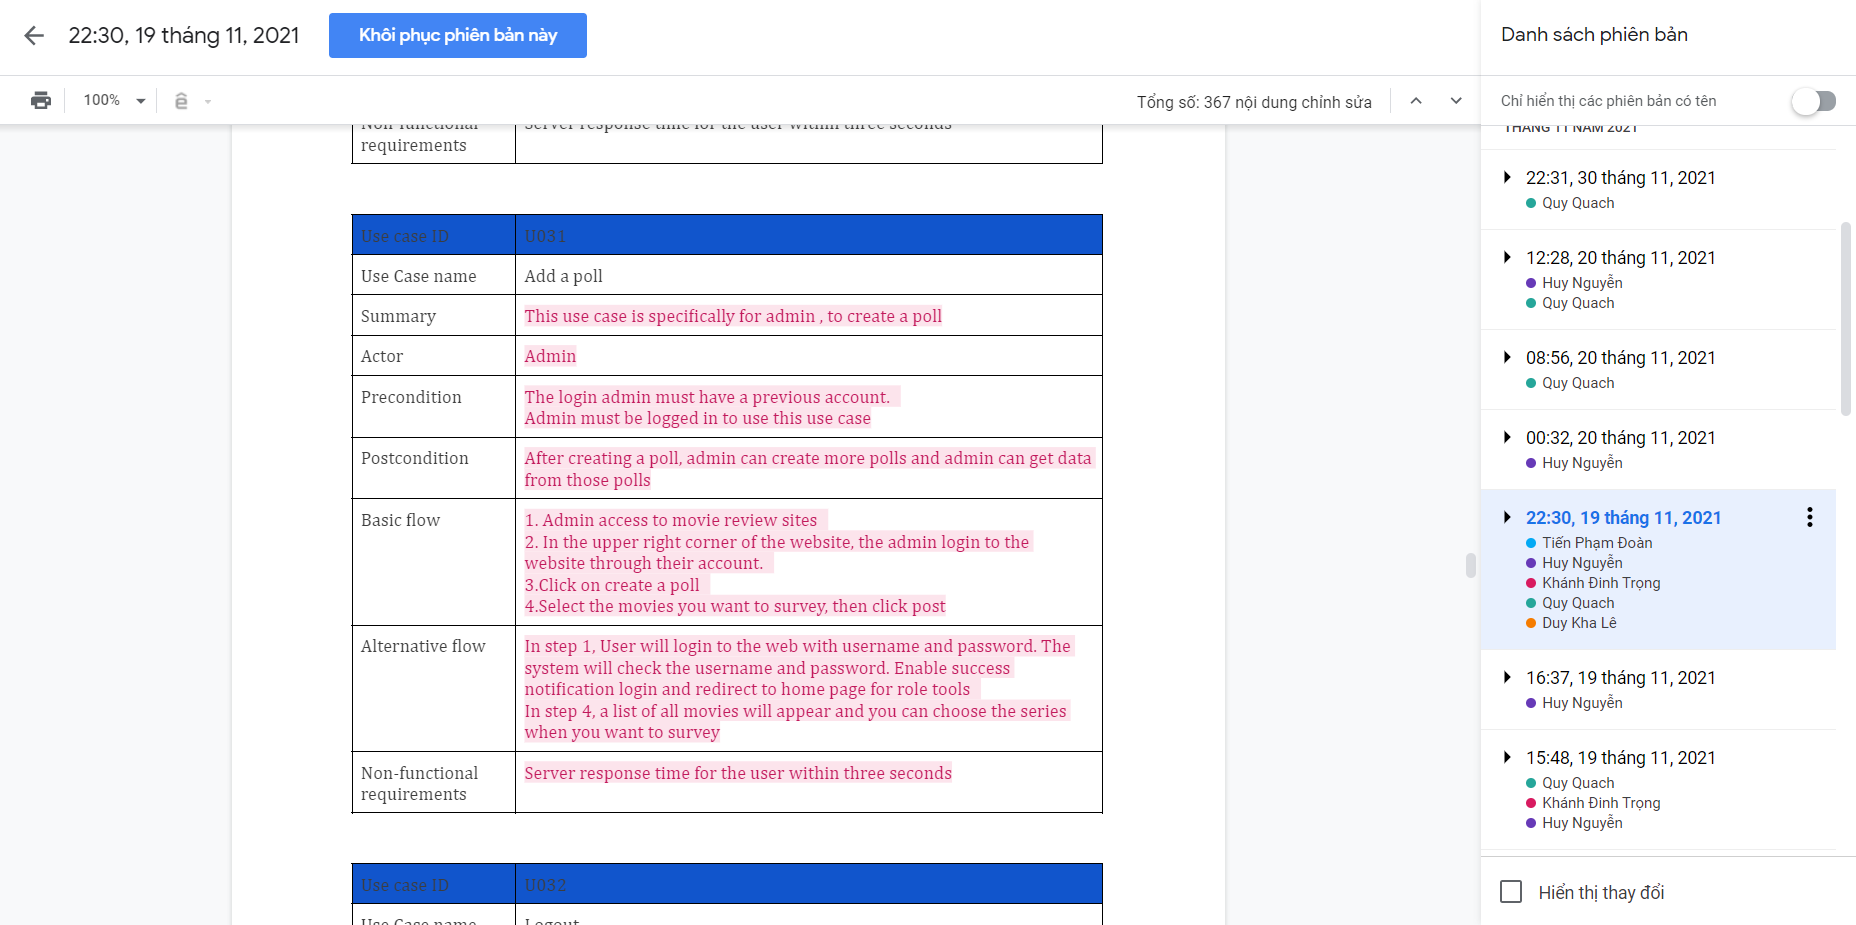 22:30, 19 tháng 11, 2021
Khôi phục phiên bản này
Danh sách phiên bản
100%
Tổng số: 367 nội dung chỉnh sửa
Chỉ hiển thị các phiên bản có tên
Non-functional requirements
Server response time for the user within three seconds
Use case ID
U031
Use Case name
Add a poll
Summary
This use case is specifically for admin , to create a poll
Actor
Admin
Precondition
The login admin must have a previous account.
Admin must be logged in to use this use case
Postcondition
After creating a poll, admin can create more polls and admin can get data
from those polls
Basic flow
1. Admin access to movie review sites
2. In the upper right corner of the website, the admin login to the
website through their account.
3.Click on create a poll
4.Select the movies you want to survey, then click post
Alternative flow
In step 1, User will login to the web with username and password. The
system will check the username and password. Enable success
notification login and redirect to home page for role tools
In step 4, a list of all movies will appear and you can choose the series
when you want to survey
Non-functional
requirements
Server response time for the user within three seconds
Use case ID
U032
Use Case name
Logout
THÁNG 11 NĂM 2021
22:31, 30 tháng 11, 2021
Quy Quach
12:28, 20 tháng 11, 2021
Huy Nguyễn
Quy Quach
08:56, 20 tháng 11, 2021
Quy Quach
00:32, 20 tháng 11, 2021
Huy Nguyễn
22:30, 19 tháng 11, 2021
Tiến Phạm Đoàn
Huy Nguyễn
Khánh Đinh Trọng
Quy Quach
Duy Kha Lê
16:37, 19 tháng 11, 2021
Huy Nguyễn
15:48, 19 tháng 11, 2021
Quy Quach
Khánh Đinh Trọng
Huy Nguyễn
Hiển thị thay đổi